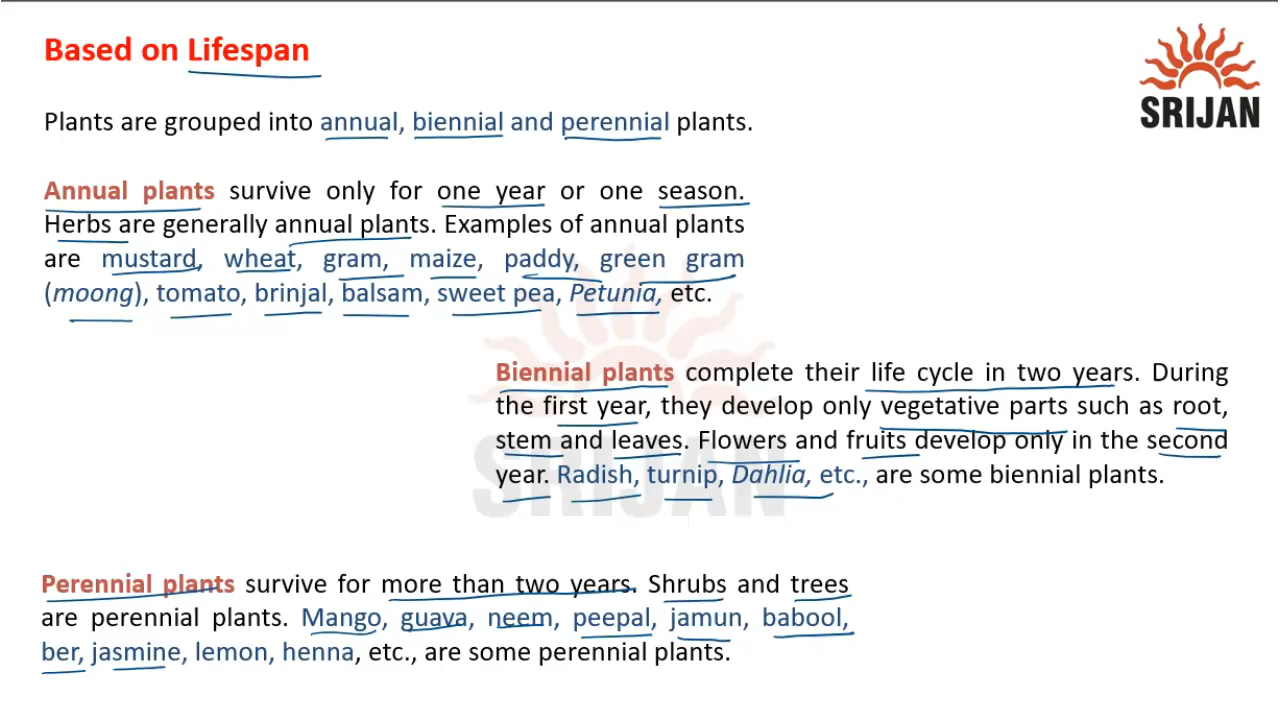 Based on Lifespan
SRIJAN
Plants are grouped into annual, biennial and perennial plants.
Annual plants survive only for one year or one season.
Herbs are generally annual plants. Examples of annual plants
are mustard, wheat, gram, maize, paddy, green gram
(moong), tomato, brinjal, balsam, sweet pea, Petunia, etc.
Biennial plants complete their life cycle in two years. During
the first year, they develop only vegetative parts such as root,
stem and leaves. Flowers and fruits develop only in the second
year. Radish, turnip, Dahlia, etc., are some biennial plants.
SRIJAN
Perennial plants survive for more than two years. Shrubs and trees
are perennial plants. Mango, guava, neem, peepal, jamun, babool,
ber, jasmine, lemon, henna, etc., are some perennial plants.